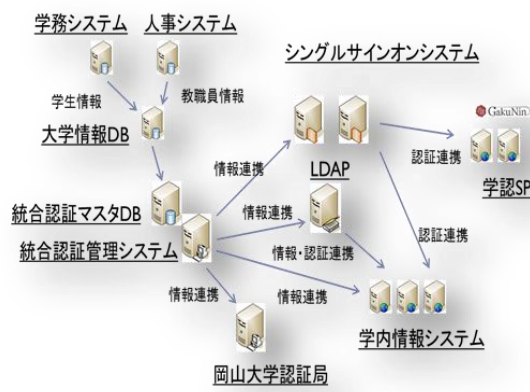 学務システム
人事システム
シングルサインオンシステム
学生情報
教職員情報
GakuNin
大学情報DB
情報連携
LDAP
認証連携
学認SP
統合認証マスタDB
情報連携
認証連携
統合認証管理システム
情報・認証連携
情報連携
情報連携
学内情報システム
岡山大学認証局